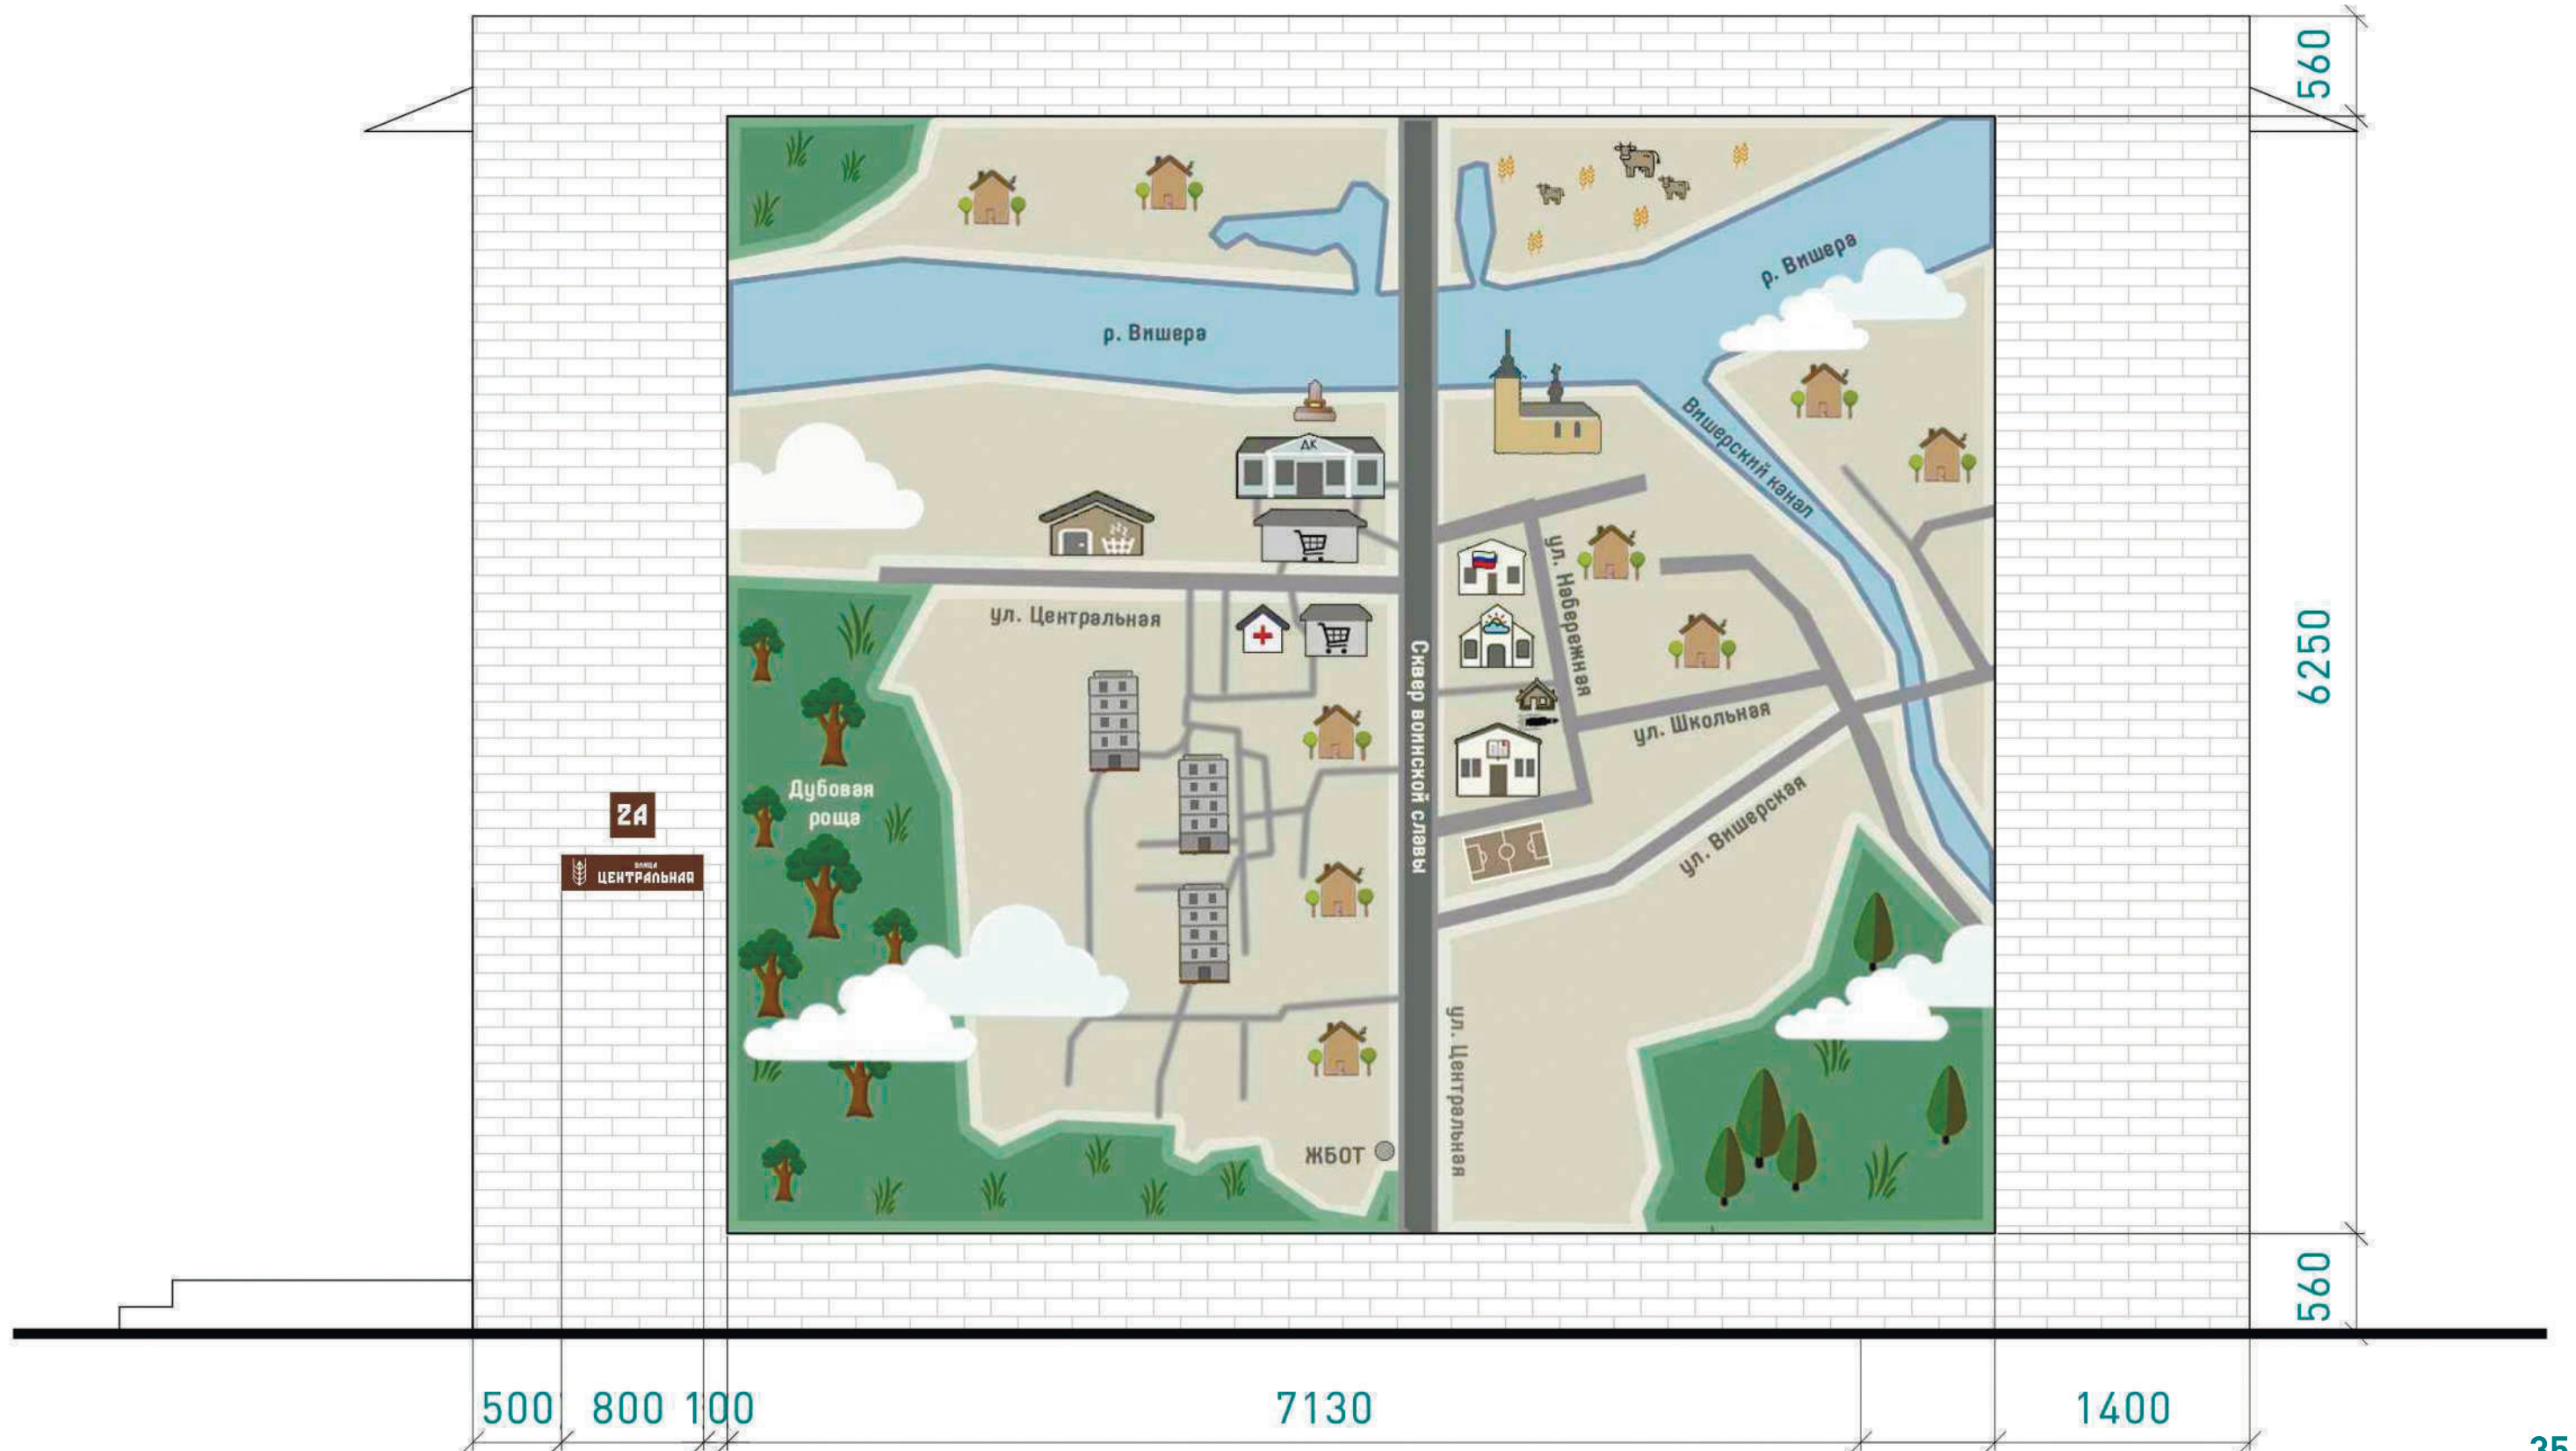 560
р. Вишера
р. Вишера
ДК
Вишерский канал
ул. Набережная
ул. Центральная
6250
Сквер воинской славы
ул. Школьная
Дубовая
роща
2А
УЛИЦА
ЦЕНТРАЛЬНАЯ
ул. Вишерская
ул. Центральная
ЖБОТ
560
500 800 100 7130 1400
35